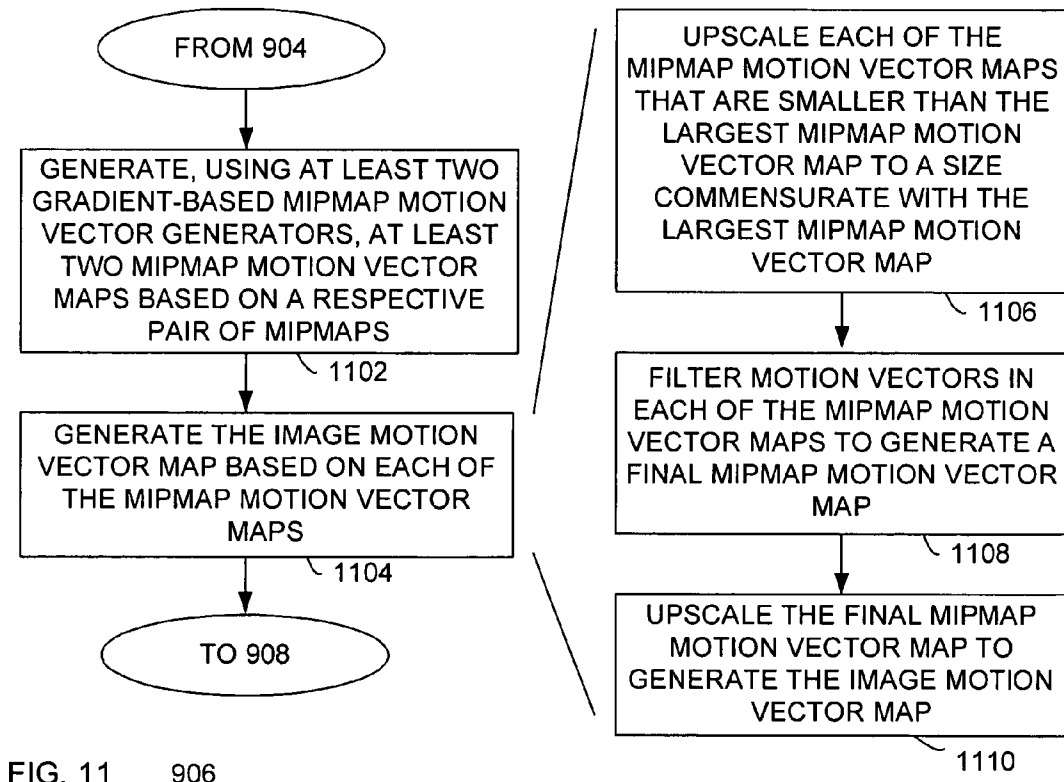 FROM 904
GENERATE, USING AT LEAST TWO
GRADIENT-BASED MIPMAP MOTION
VECTOR GENERATORS, AT LEAST
TWO MIPMAP MOTION VECTOR
MAPS BASED ON A RESPECTIVE
PAIR OF MIPMAPS
1102
GENERATE THE IMAGE MOTION
VECTOR MAP BASED ON EACH OF
THE MIPMAP MOTION VECTOR
MAPS
1104
TO 908
UPSCALE EACH OF THE
MIPMAP MOTION VECTOR MAPS
THAT ARE SMALLER THAN THE
LARGEST MIPMAP MOTION
VECTOR MAP TO A SIZE
COMMENSURATE WITH THE
LARGEST MIPMAP MOTION
VECTOR MAP
1106
FILTER MOTION VECTORS IN
EACH OF THE MIPMAP MOTION
VECTOR MAPS TO GENERATE A
FINAL MIPMAP MOTION VECTOR
MAP
1108
UPSCALE THE FINAL MIPMAP
MOTION VECTOR MAP TO
GENERATE THE IMAGE MOTION
VECTOR MAP
1110
FIG. 11 906